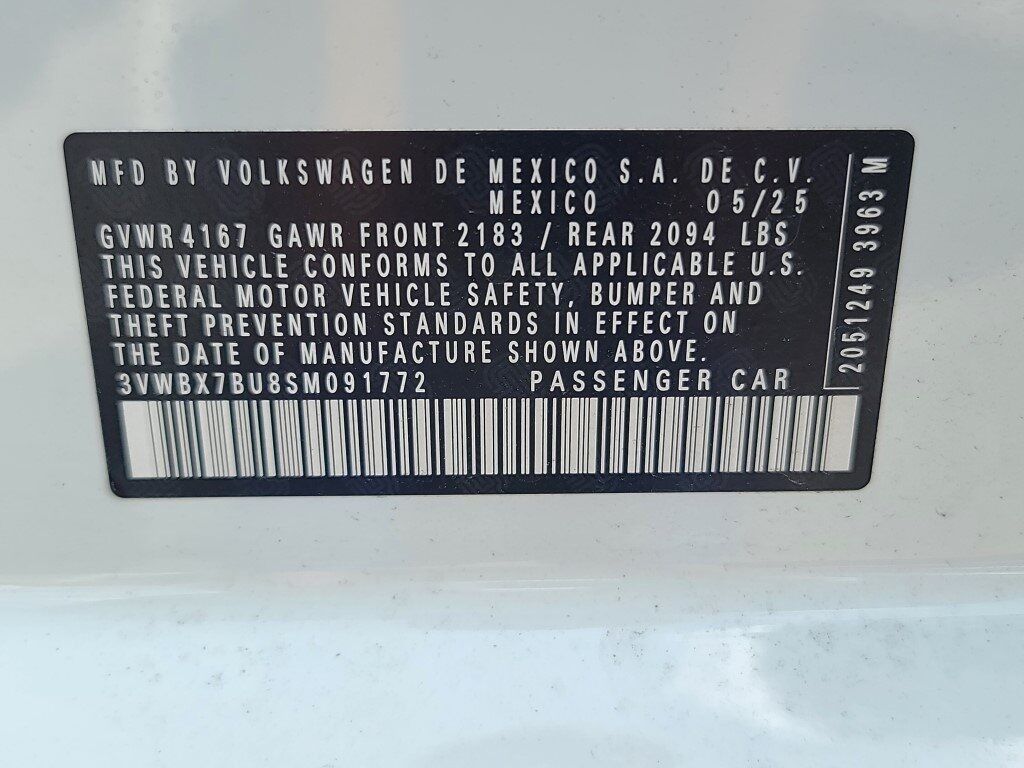 MFD BY VOLKSWAGEN DE MEXICO S.A. DE C.V.
MEXICO 05/25
GVWR 4167 GAWR FRONT 2183 / REAR 2094 LBS
THIS VEHICLE CONFORMS TO ALL APPLICABLE U.S.
FEDERAL MOTOR VEHICLE SAFETY, BUMPER AND
THEFT PREVENTION STANDARDS IN EFFECT ON
THE DATE OF MANUFACTURE SHOWN ABOVE.
3VWBX7BU8SM091772 PASSENGER CAR
2051249 3963 M